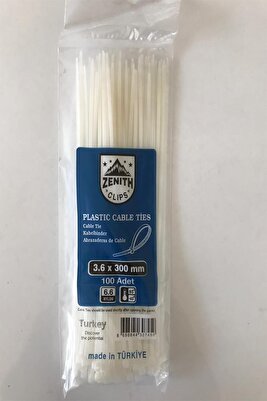 ZENITH
CLIPS
PLASTIC CABLE TIES
Cable Tie
Kabelbinder
Abrazaderas de Cable
3.6 x 300 mm
100 Adet
6.6
Turkey
Discover
the potential
made in TÜRKİYE